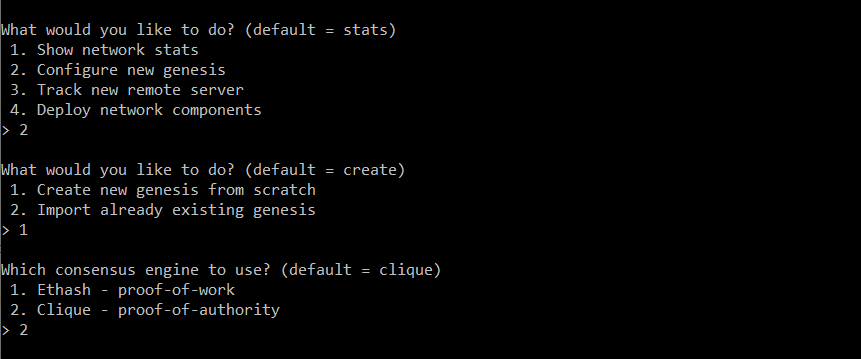 What would you like to do? (default = stats)
1. Show network stats
2. Configure new genesis
3. Track new remote server
4. Deploy network components
> 2
What would you like to do? (default = create)
1. Create new genesis from scratch
2. Import already existing genesis
> 1
Which consensus engine to use? (default = clique)
1. Ethash - proof-of-work
2. Clique - proof-of-authority
> 2